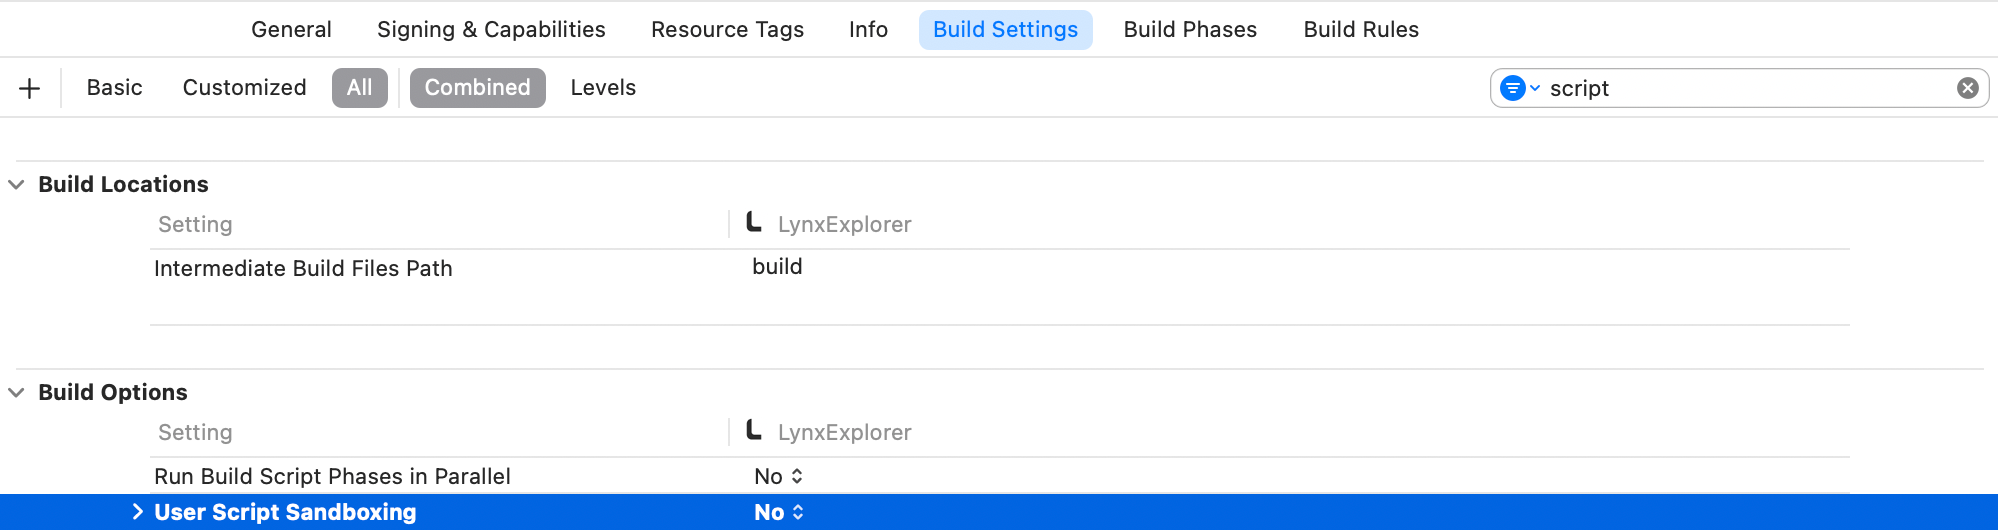 General Signing & Capabilities Resource Tags Info Build Settings Build Phases Build Rules
Basic Customized All Combined Levels script
Build Locations
Setting LynxExplorer
Intermediate Build Files Path build
Build Options
Setting LynxExplorer
Run Build Script Phases in Parallel No
User Script Sandboxing No